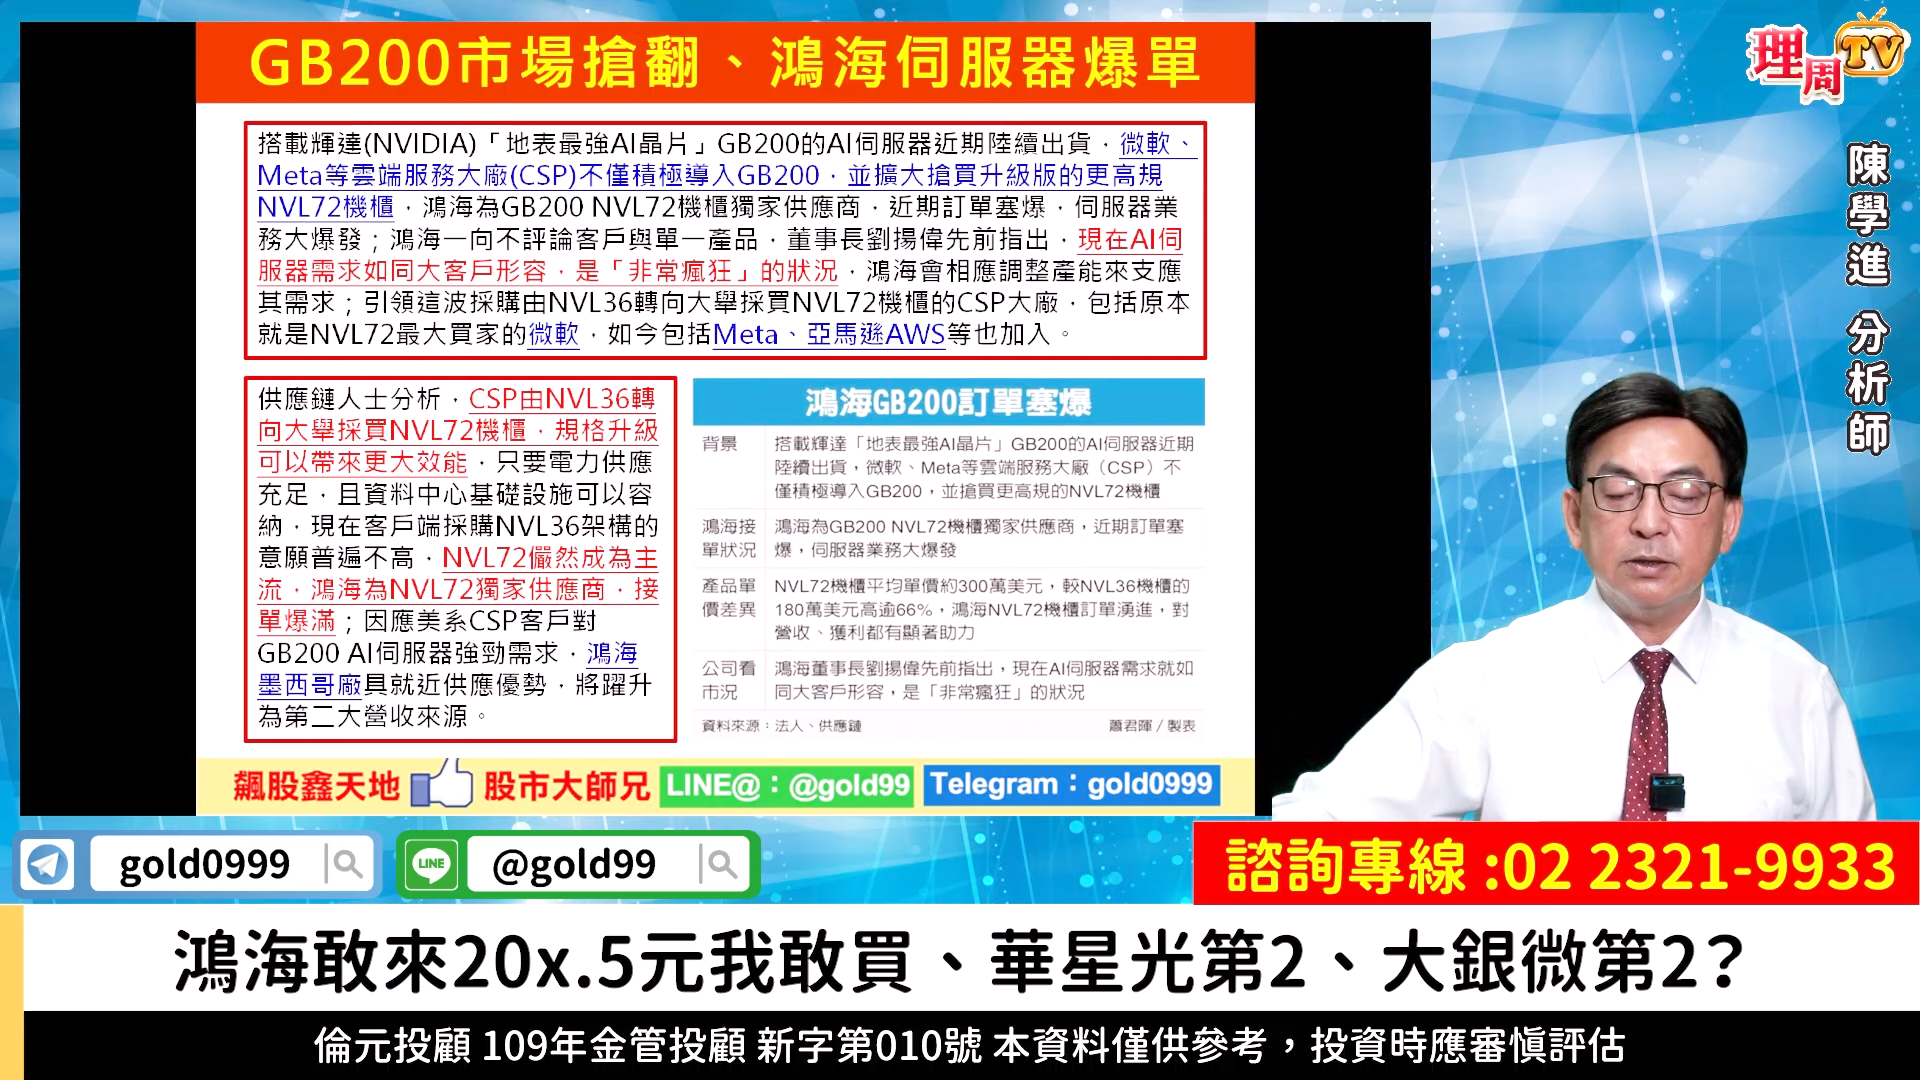 GB200市場搶翻、鴻海伺服器爆單
理周TV
搭載輝達(NVIDIA)「地表最強AI晶片」GB200的AI伺服器近期陸續出貨，微軟、
Meta等雲端服務大廠(CSP)不僅積極導入GB200，並擴大搶買升級版的更高規
NVL72機櫃，鴻海為GB200 NVL72機櫃獨家供應商，近期訂單塞爆，伺服器業
務大爆發；鴻海一向不評論客戶與單一產品，董事長劉揚偉先前指出，現在AI伺
服器需求如同大客戶形容，是「非常瘋狂」的狀況，鴻海會相應調整產能來支應
其需求；引領這波採購由NVL36轉向大舉採買NVL72機櫃的CSP大廠，包括原本
就是NVL72最大買家的微軟，如今包括Meta、亞馬遜AWS等也加入。
陳學進 分析師
供應鏈人士分析，CSP由NVL36轉
向大舉採買NVL72機櫃，規格升級
可以帶來更大效能，只要電力供應
充足，且資料中心基礎設施可以容
納，現在客戶端採購NVL36架構的
意願普遍不高，NVL72儼然成為主
流，鴻海為NVL72獨家供應商，接
單爆滿；因應美系CSP客戶對
GB200 AI伺服器強勁需求，鴻海
墨西哥廠具就近供應優勢，將躍升
為第二大營收來源。
鴻海GB200訂單塞爆
背景
搭載輝達「地表最強AI晶片」GB200的AI伺服器近期
陸續出貨，微軟、Meta等雲端服務大廠（CSP）不
僅積極導入GB200，並搶買更高規的NVL72機櫃
鴻海接
單狀況
鴻海為GB200 NVL72機櫃獨家供應商，近期訂單塞
爆，伺服器業務大爆發
產品單
價差異
NVL72機櫃平均單價約300萬美元，較NVL36機櫃的
180萬美元高逾66%，鴻海NVL72機櫃訂單湧進，對
營收、獲利都有顯著助力
公司看
市況
鴻海董事長劉揚偉先前指出，現在AI伺服器需求就如
同大客戶形容，是「非常瘋狂」的狀況
資料來源：法人、供應鏈 蕭君暉／製表
飆股鑫天地 股市大師兄 LINE@：@gold99 Telegram：gold0999
gold0999
LINE @gold99
諮詢專線 :02 2321-9933
鴻海敢來20x.5元我敢買、華星光第2、大銀微第2?
倫元投顧 109年金管投顧 新字第010號 本資料僅供參考，投資時應審慎評估